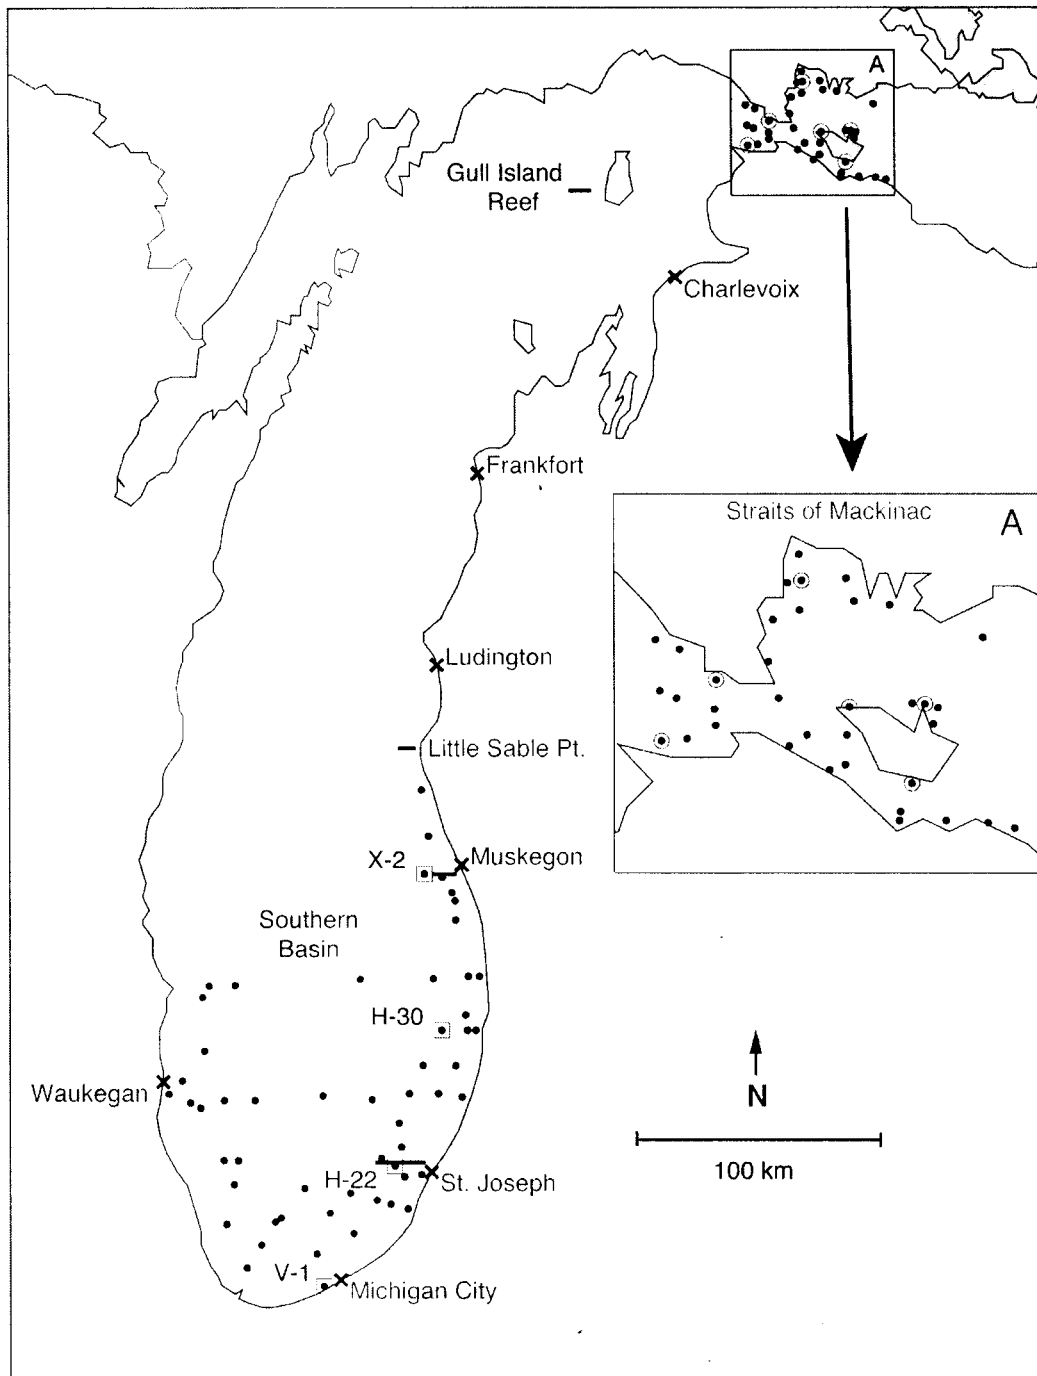 A
Gull Island
Reef
Charlevoix
Frankfort
Straits of Mackinac
A
Ludington
Little Sable Pt.
X-2
Muskegon
Southern
Basin
H-30
Waukegan
N
100 km
H-22
St. Joseph
V-1
Michigan City